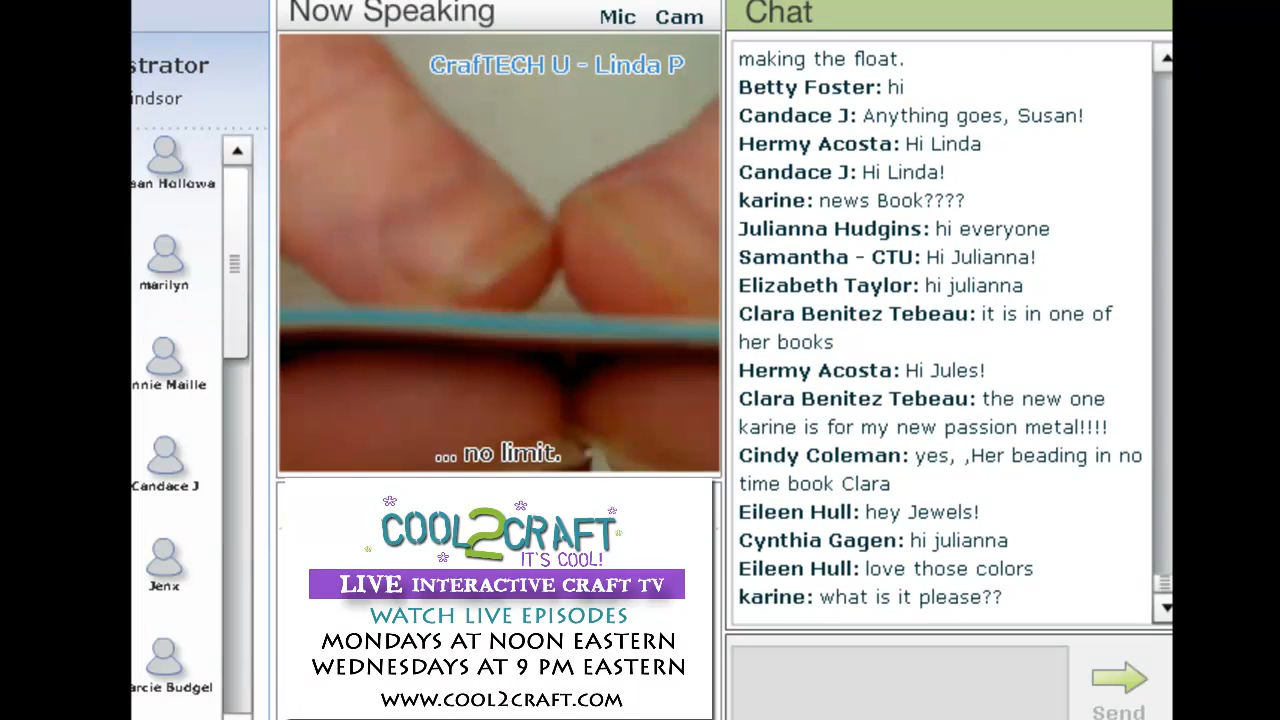 strator
indsor
san Hollowa
marilyn
nnie Maille
Candace J
Jenx
arcie Budgel
Now Speaking
Mic Cam
CrafTECH U - Linda P
... no limit.
COOL2CRAFT
IT'S COOL!
LIVE INTERACTIVE CRAFT TV
WATCH LIVE EPISODES
MONDAYS AT NOON EASTERN
WEDNESDAYS AT 9 PM EASTERN
WWW.COOL2CRAFT.COM
Chat
making the float.
Betty Foster: hi
Candace J: Anything goes, Susan!
Hermy Acosta: Hi Linda
Candace J: Hi Linda!
karine: news Book????
Julianna Hudgins: hi everyone
Samantha - CTU: Hi Julianna!
Elizabeth Taylor: hi julianna
Clara Benitez Tebeau: it is in one of
her books
Hermy Acosta: Hi Jules!
Clara Benitez Tebeau: the new one
karine is for my new passion metal!!!!
Cindy Coleman: yes, ,Her beading in no
time book Clara
Eileen Hull: hey Jewels!
Cynthia Gagen: hi julianna
Eileen Hull: love those colors
karine: what is it please??
Send